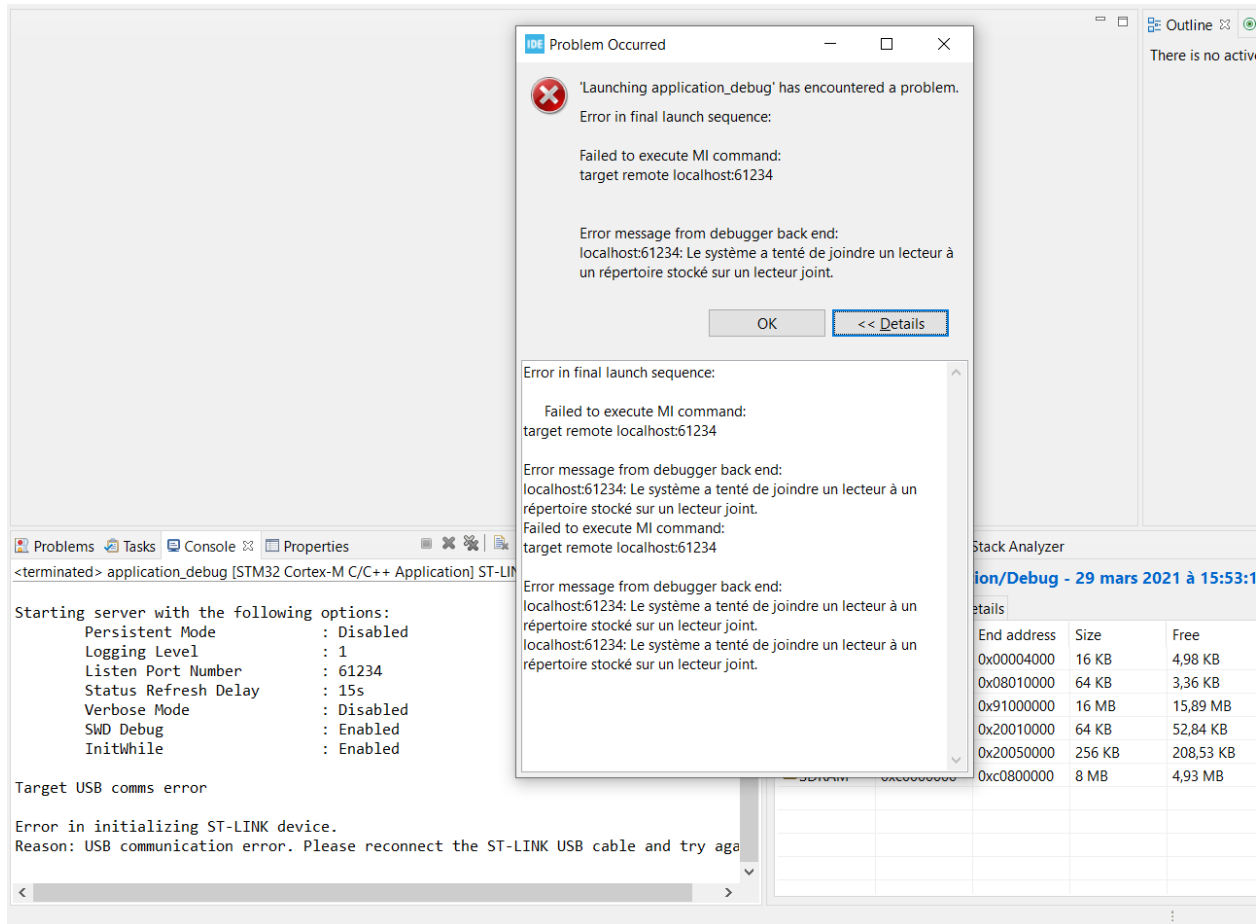 Outline
There is no active
IDE Problem Occurred
'Launching application_debug' has encountered a problem.
Error in final launch sequence:
Failed to execute MI command:
target remote localhost:61234
Error message from debugger back end:
localhost:61234: Le système a tenté de joindre un lecteur à
un répertoire stocké sur un lecteur joint.
OK
<< Details
Error in final launch sequence:
Failed to execute MI command:
target remote localhost:61234
Error message from debugger back end:
localhost:61234: Le système a tenté de joindre un lecteur à un
répertoire stocké sur un lecteur joint.
Failed to execute MI command:
target remote localhost:61234
Error message from debugger back end:
localhost:61234: Le système a tenté de joindre un lecteur à un
répertoire stocké sur un lecteur joint.
localhost:61234: Le système a tenté de joindre un lecteur à un
répertoire stocké sur un lecteur joint.
Problems Tasks Console Properties
<terminated> application_debug [STM32 Cortex-M C/C++ Application] ST-LIN
Starting server with the following options:
Persistent Mode : Disabled
Logging Level : 1
Listen Port Number : 61234
Status Refresh Delay : 15s
Verbose Mode : Disabled
SWD Debug : Enabled
InitWhile : Enabled
Target USB comms error
Error in initializing ST-LINK device.
Reason: USB communication error. Please reconnect the ST-LINK USB cable and try aga
Stack Analyzer
ion/Debug - 29 mars 2021 à 15:53:1
etails
End address Size Free
0x00004000 16 KB 4,98 KB
0x08010000 64 KB 3,36 KB
0x91000000 16 MB 15,89 MB
0x20010000 64 KB 52,84 KB
0x20050000 256 KB 208,53 KB
SDRAM 0xc0000000 0xc0800000 8 MB 4,93 MB